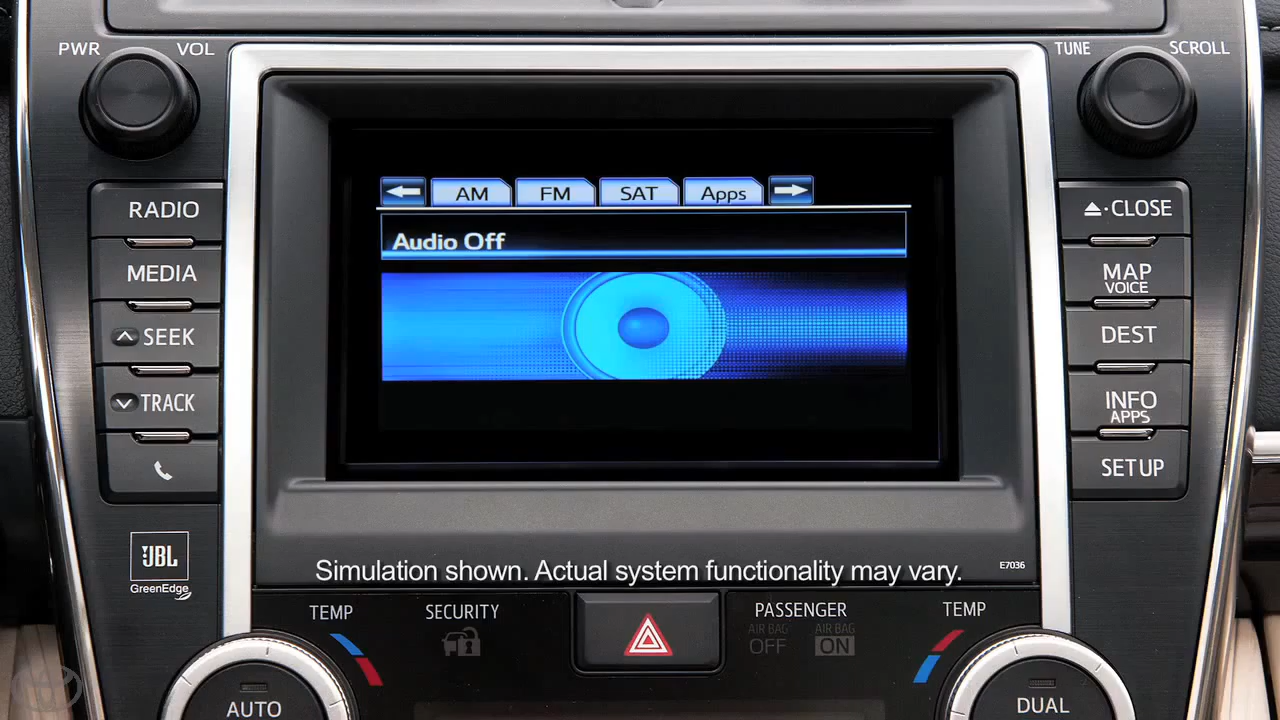 PWR VOL
TUNE SCROLL
AM FM SAT Apps
Audio Off
RADIO
MEDIA
SEEK
TRACK
CLOSE
MAP
VOICE
DEST
INFO
APPS
SETUP
JBL
GreenEdge
Simulation shown. Actual system functionality may vary.
E7036
TEMP
SECURITY
PASSENGER
AIR BAG
OFF
AIR BAG
ON
TEMP
AUTO
DUAL